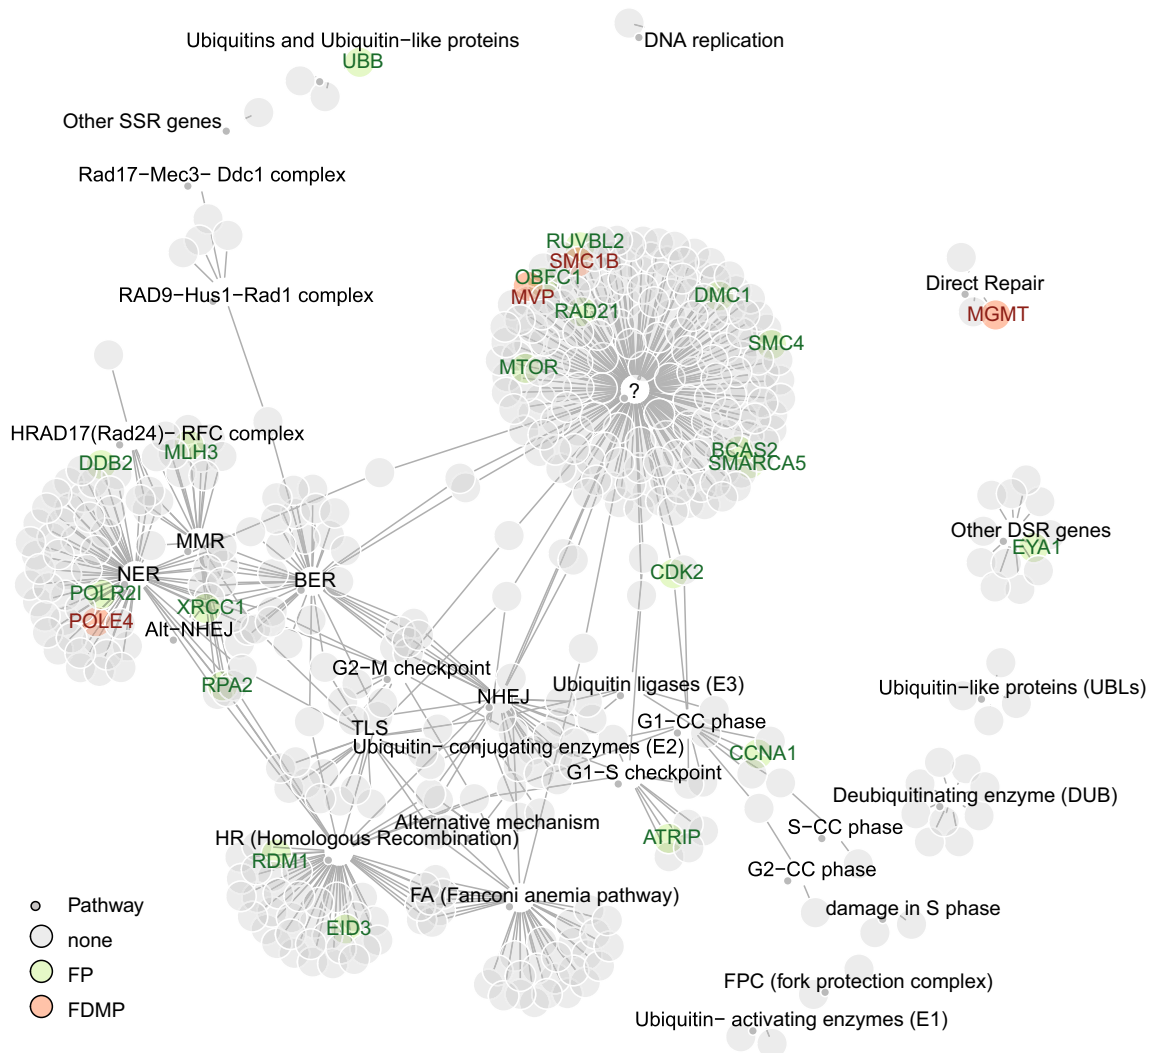 DNA replication
Ubiquitins and Ubiquitin−like proteins
UBB
Other SSR genes
Rad17−Mec3− Ddc1 complex
RUVBL2
SMC1B
OBFC1
MVP
RAD21
DMC1
Direct Repair
MGMT
RAD9−Hus1−Rad1 complex
SMC4
MTOR
?
HRAD17(Rad24)− RFC complex
MLH3
DDB2
BCAS2
SMARCA5
Other DSR genes
EYA1
MMR
NER
BER
CDK2
POLR2I
XRCC1
POLE4
Alt−NHEJ
G2−M checkpoint
RPA2
NHEJ
Ubiquitin ligases (E3)
Ubiquitin−like proteins (UBLs)
TLS
G1−CC phase
Ubiquitin− conjugating enzymes (E2)
CCNA1
G1−S checkpoint
Deubiquitinating enzyme (DUB)
Alternative mechanism
S−CC phase
HR (Homologous Recombination)
ATRIP
RDM1
G2−CC phase
FA (Fanconi anemia pathway)
damage in S phase
EID3
FPC (fork protection complex)
Ubiquitin− activating enzymes (E1)
Pathway
none
FP
FDMP